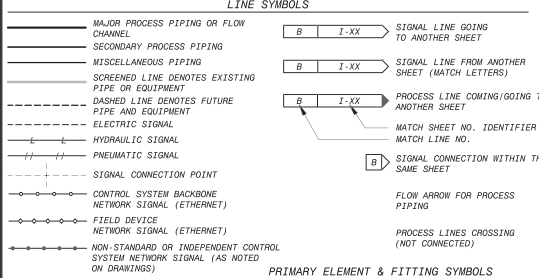 LINE SYMBOLS
MAJOR PROCESS PIPING OR FLOW
CHANNEL
SECONDARY PROCESS PIPING
MISCELLANEOUS PIPING
SCREENED LINE DENOTES EXISTING
PIPE OR EQUIPMENT
DASHED LINE DENOTES FUTURE
PIPE AND EQUIPMENT
ELECTRIC SIGNAL
L L HYDRAULIC SIGNAL
// // PNEUMATIC SIGNAL
SIGNAL CONNECTION POINT
CONTROL SYSTEM BACKBONE
NETWORK SIGNAL (ETHERNET)
FIELD DEVICE
NETWORK SIGNAL (ETHERNET)
NON-STANDARD OR INDEPENDENT CONTROL
SYSTEM NETWORK SIGNAL (AS NOTED
ON DRAWINGS)
B I-XX SIGNAL LINE GOING
TO ANOTHER SHEET
B I-XX SIGNAL LINE FROM ANOTHER
SHEET (MATCH LETTERS)
B I-XX PROCESS LINE COMING/GOING T
ANOTHER SHEET
MATCH SHEET NO. IDENTIFIER
MATCH LINE NO.
B SIGNAL CONNECTION WITHIN TH
SAME SHEET
FLOW ARROW FOR PROCESS
PIPING
PROCESS LINES CROSSING
(NOT CONNECTED)
PRIMARY ELEMENT & FITTING SYMBOLS